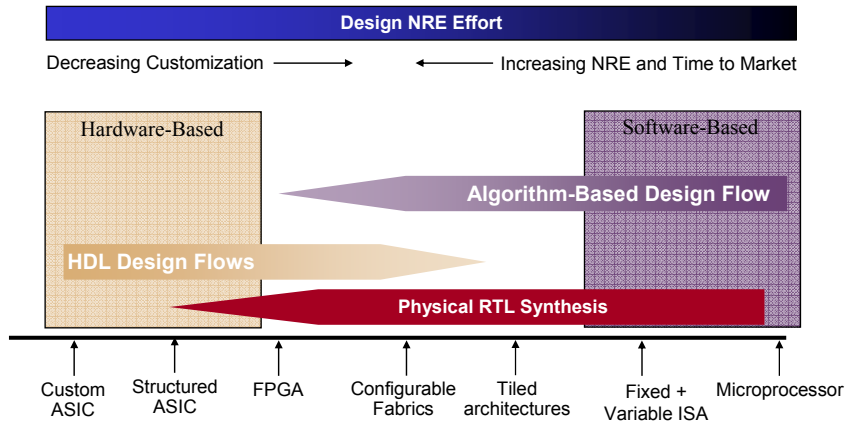 Design NRE Effort
Decreasing Customization
Increasing NRE and Time to Market
Hardware-Based
Software-Based
Algorithm-Based Design Flow
HDL Design Flows
Physical RTL Synthesis
Custom
ASIC
Structured
ASIC
FPGA
Configurable
Fabrics
Tiled
architectures
Fixed +
Variable ISA
Microprocessor